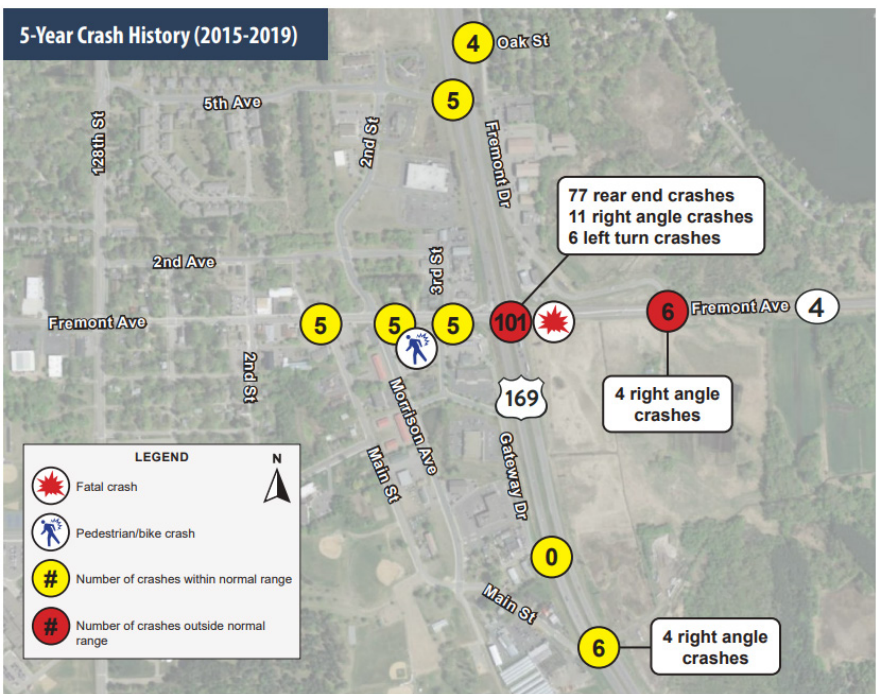 5-Year Crash History (2015-2019)
4
Oak St
5
5th Ave
128th St
2nd St
Fremont Dr
77 rear end crashes
11 right angle crashes
6 left turn crashes
2nd Ave
3rd St
Fremont Ave
5
5
5
101
6
Fremont Ave
4
2nd St
169
4 right angle
crashes
Morrison Ave
Main St
Gateway Dr
0
Main St
6
4 right angle
crashes
LEGEND
N
Fatal crash
Pedestrian/bike crash
# Number of crashes within normal range
# Number of crashes outside normal
range